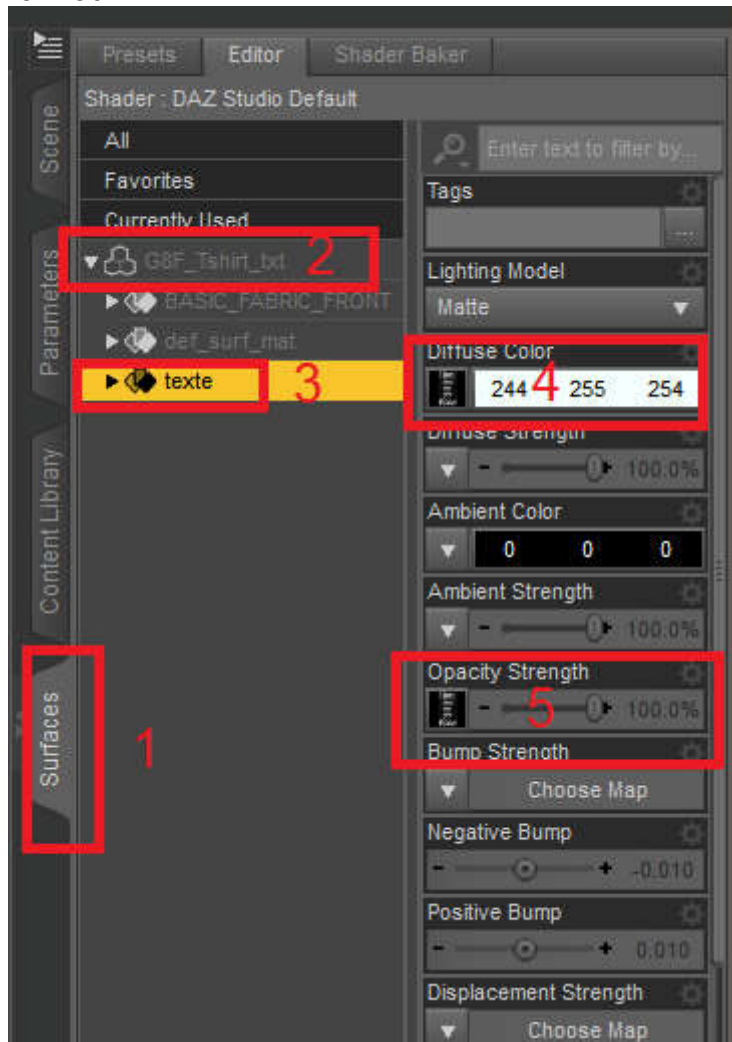 Presets Editor Shader Baker
Shader : DAZ Studio Default
Scene
Parameters
Content Library
Surfaces
1
All
Favorites
Currently Used
G8F_Tshirt_txt 2
BASIC_FABRIC_FRONT
def_surf_mat
texte 3
Enter text to filter by...
Tags
...
Lighting Model
Matte
Diffuse Color
244 255 254
4
Diffuse Strength
100.0%
Ambient Color
0 0 0
Ambient Strength
100.0%
Opacity Strength
100.0%
5
Bump Strength
Choose Map
Negative Bump
-0.010
Positive Bump
0.010
Displacement Strength
Choose Map